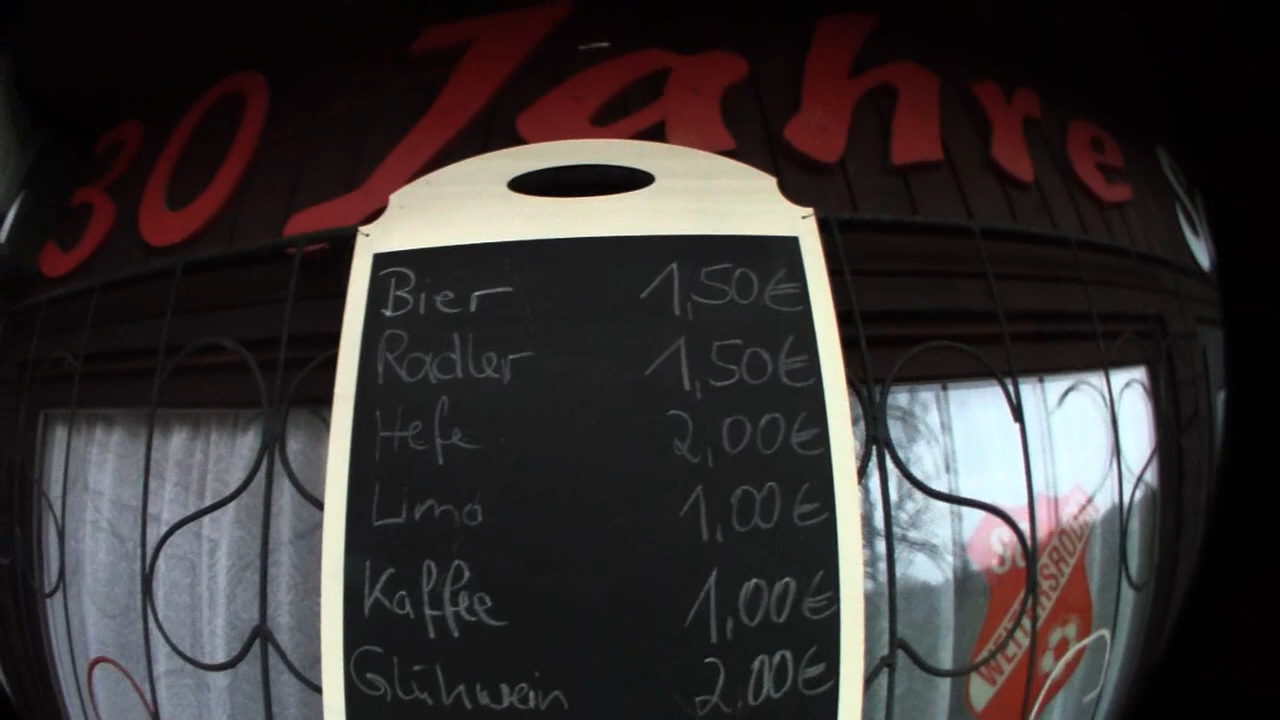 30 Jahre
Bier 1,50€
Radler 1,50€
Hefe 2,00€
Limo 1,00€
Kaffee 1,00€
Glühwein 2,00€